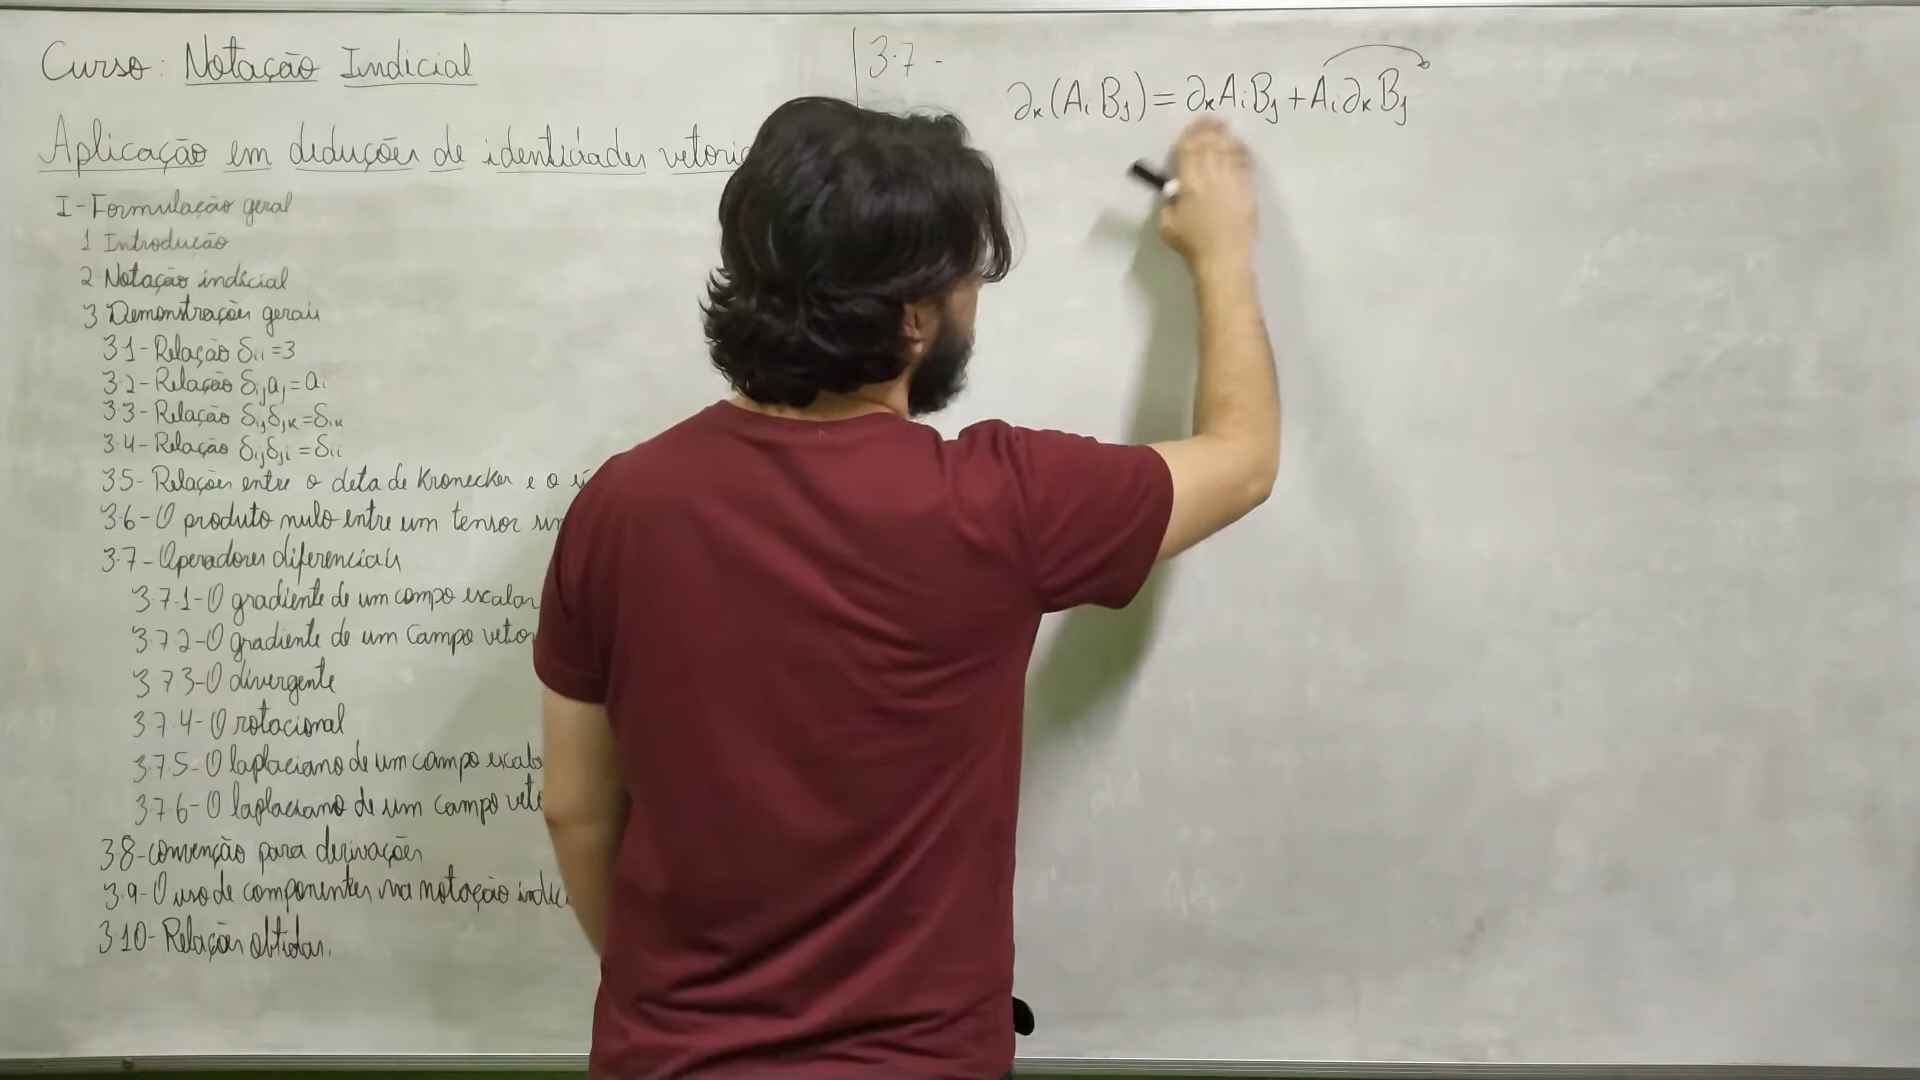 Curso: Notação Indicial
Aplicação em deduções de identidades
I-Formulação geral
1 Introdução
2 Notação indicial
3 Demonstrações gerais
3.1-Relação δᵢᵢ=3
3.2-Relação δᵢⱼaⱼ=aᵢ
3.3-Relação δᵢⱼδⱼₖ=δᵢₖ
3.4-Relação δᵢⱼδⱼᵢ=δᵢᵢ
3.5-Relações entre o deta de Kronecker e o
3.6-O produto nulo entre um tensor
3.7-Operadores diferenciais
3.7.1-O gradiente de um campo escalar
3.7.2-O gradiente de um campo
3.7.3-O divergente
3.7.4-O rotacional
3.7.5-O laplaciano de um campo
3.7.6-O laplaciano de um campo
3.8-convenção para derivações
3.9-O uso de componentes na notação
3.10-Relações obtidas.
3.7-
∂ₖ(AᵢBⱼ)=∂ₖAᵢBⱼ+Aᵢ∂ₖBⱼ